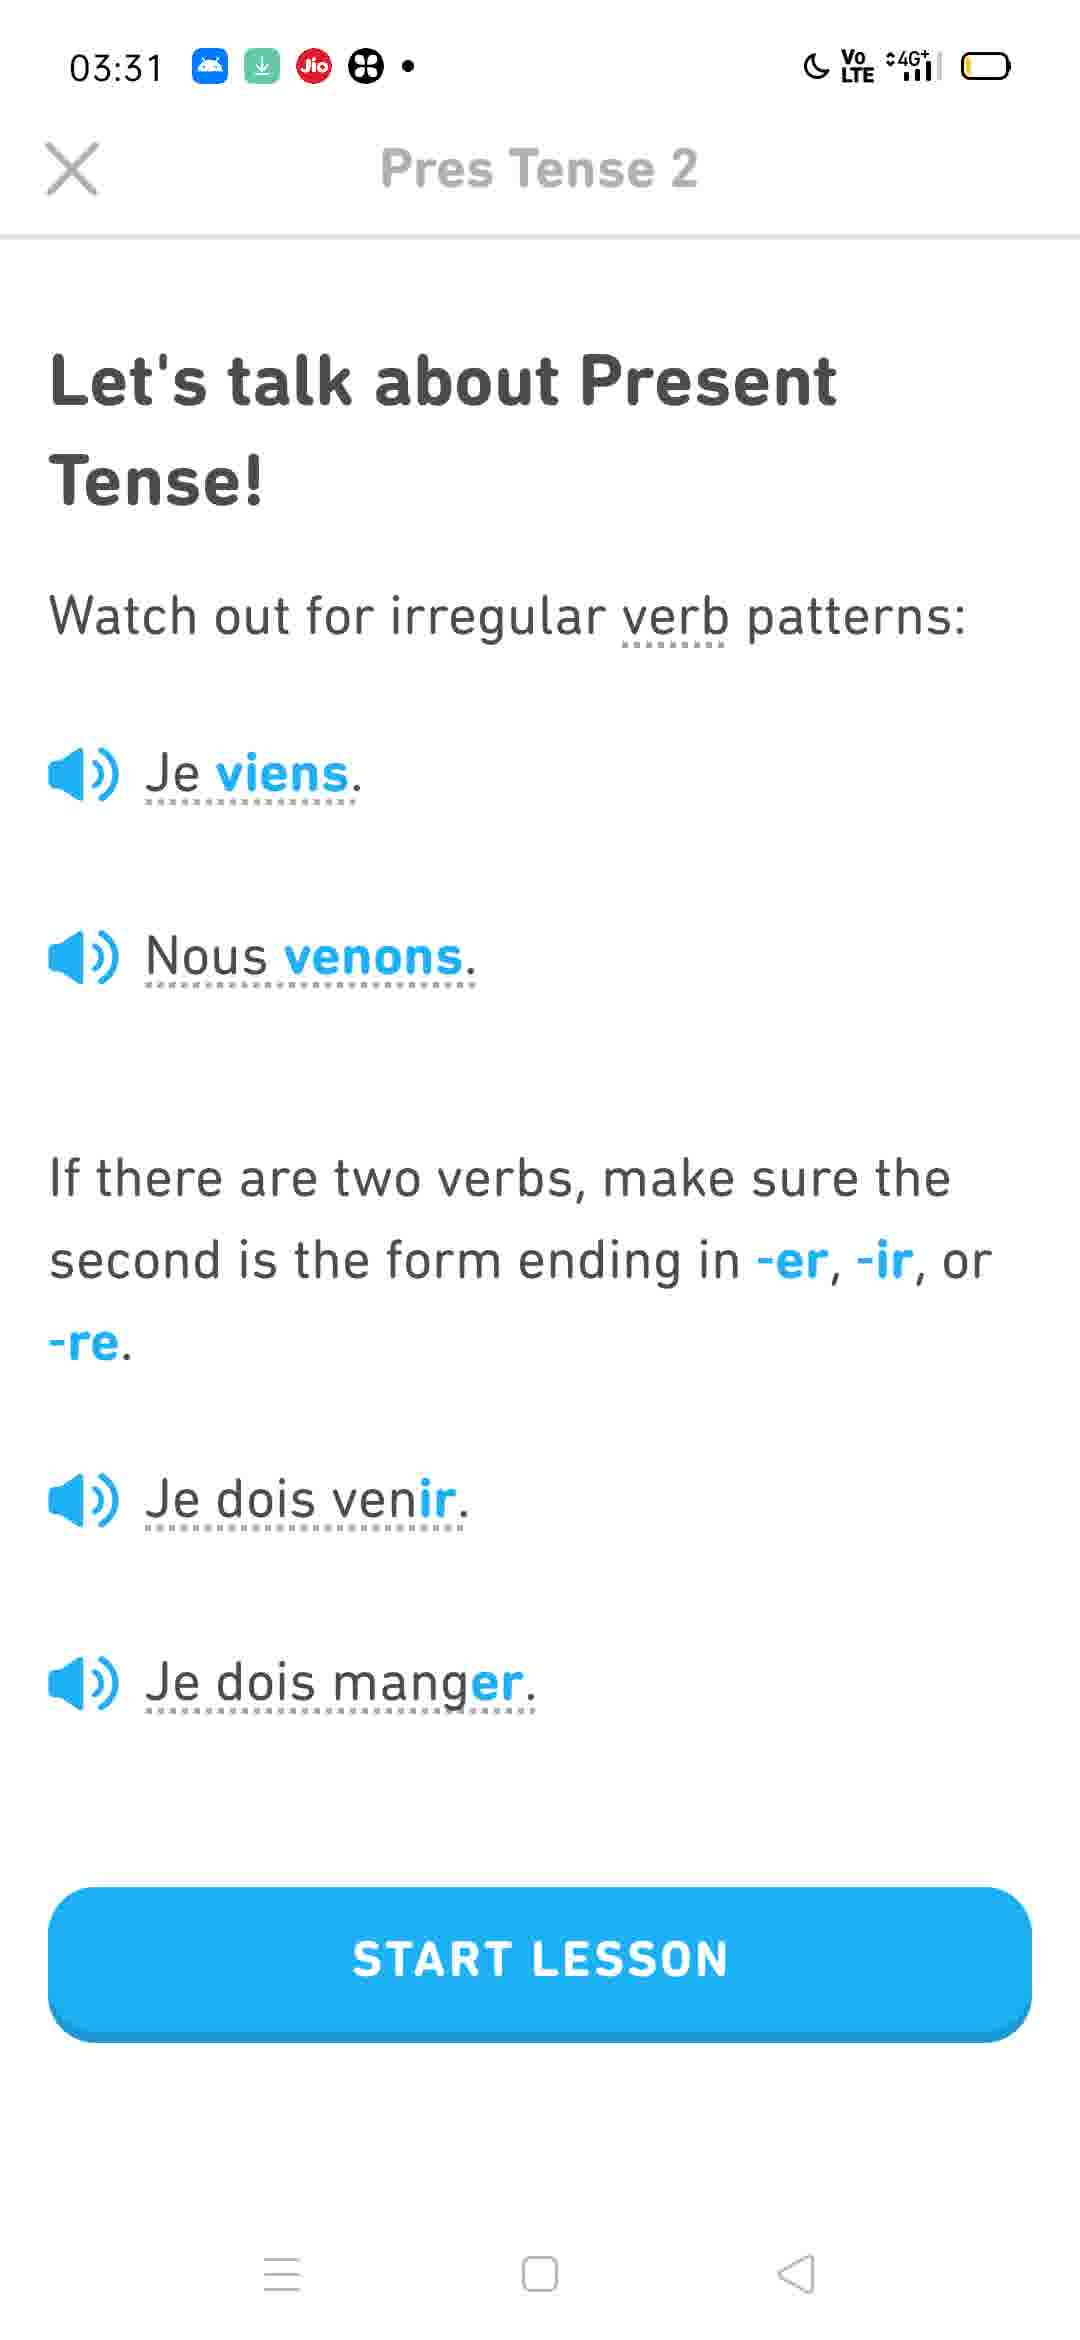 03:31 Jio Vo LTE 4G+
Pres Tense 2
Let's talk about Present
Tense!
Watch out for irregular verb patterns:
Je viens.
Nous venons.
If there are two verbs, make sure the
second is the form ending in -er, -ir, or
-re.
Je dois venir.
Je dois manger.
START LESSON